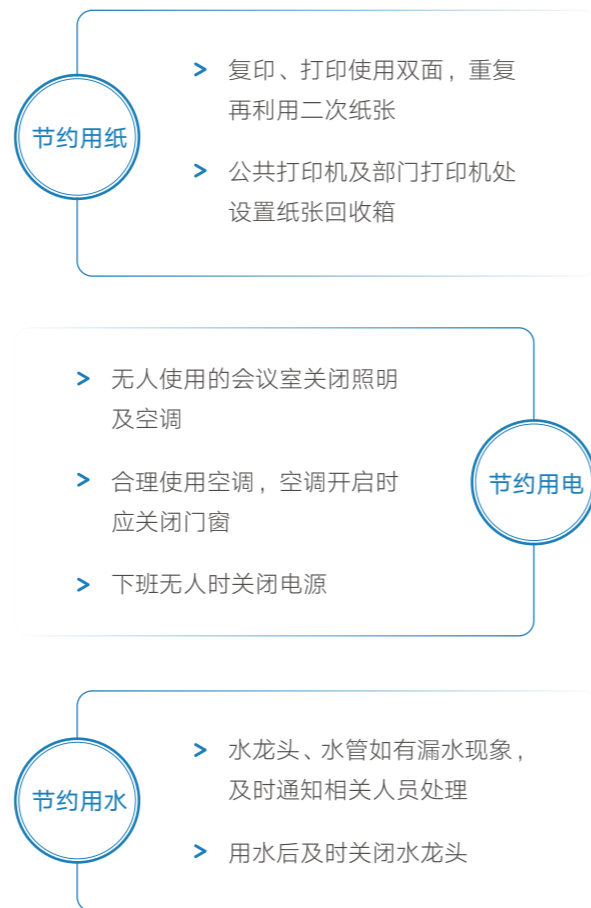 节约用纸
> 复印、打印使用双面，重复
再利用二次纸张
> 公共打印机及部门打印机处
设置纸张回收箱
> 无人使用的会议室关闭照明
及空调
> 合理使用空调，空调开启时
应关闭门窗
> 下班无人时关闭电源
节约用电
节约用水
> 水龙头、水管如有漏水现象，
及时通知相关人员处理
> 用水后及时关闭水龙头